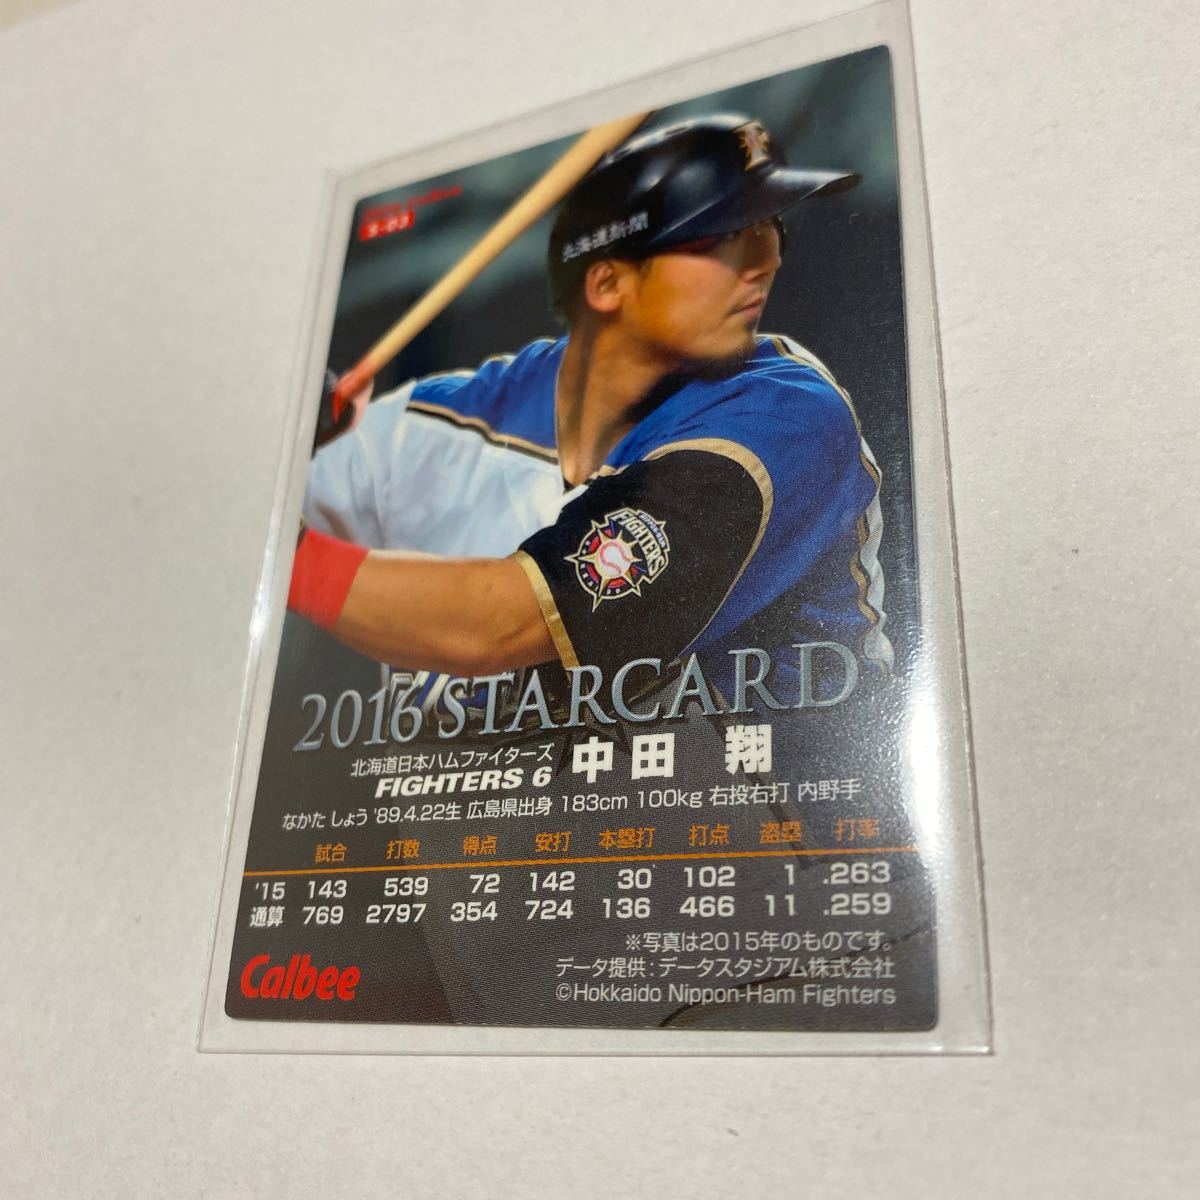 2016 Calbee
S-03
北海道新聞
NIPPON-HAM
FIGHTERS
HOKKAIDO
2016 STARCARD
北海道日本ハムファイターズ
FIGHTERS 6 中田 翔
なかた しょう '89.4.22生 広島県出身 183cm 100kg 右投右打 内野手
試合 打数 得点 安打 本塁打 打点 盗塁 打率
'15 143 539 72 142 30 102 1 .263
通算 769 2797 354 724 136 466 11 .259
※写真は2015年のものです。
データ提供：データスタジアム株式会社
Calbee ©Hokkaido Nippon-Ham Fighters